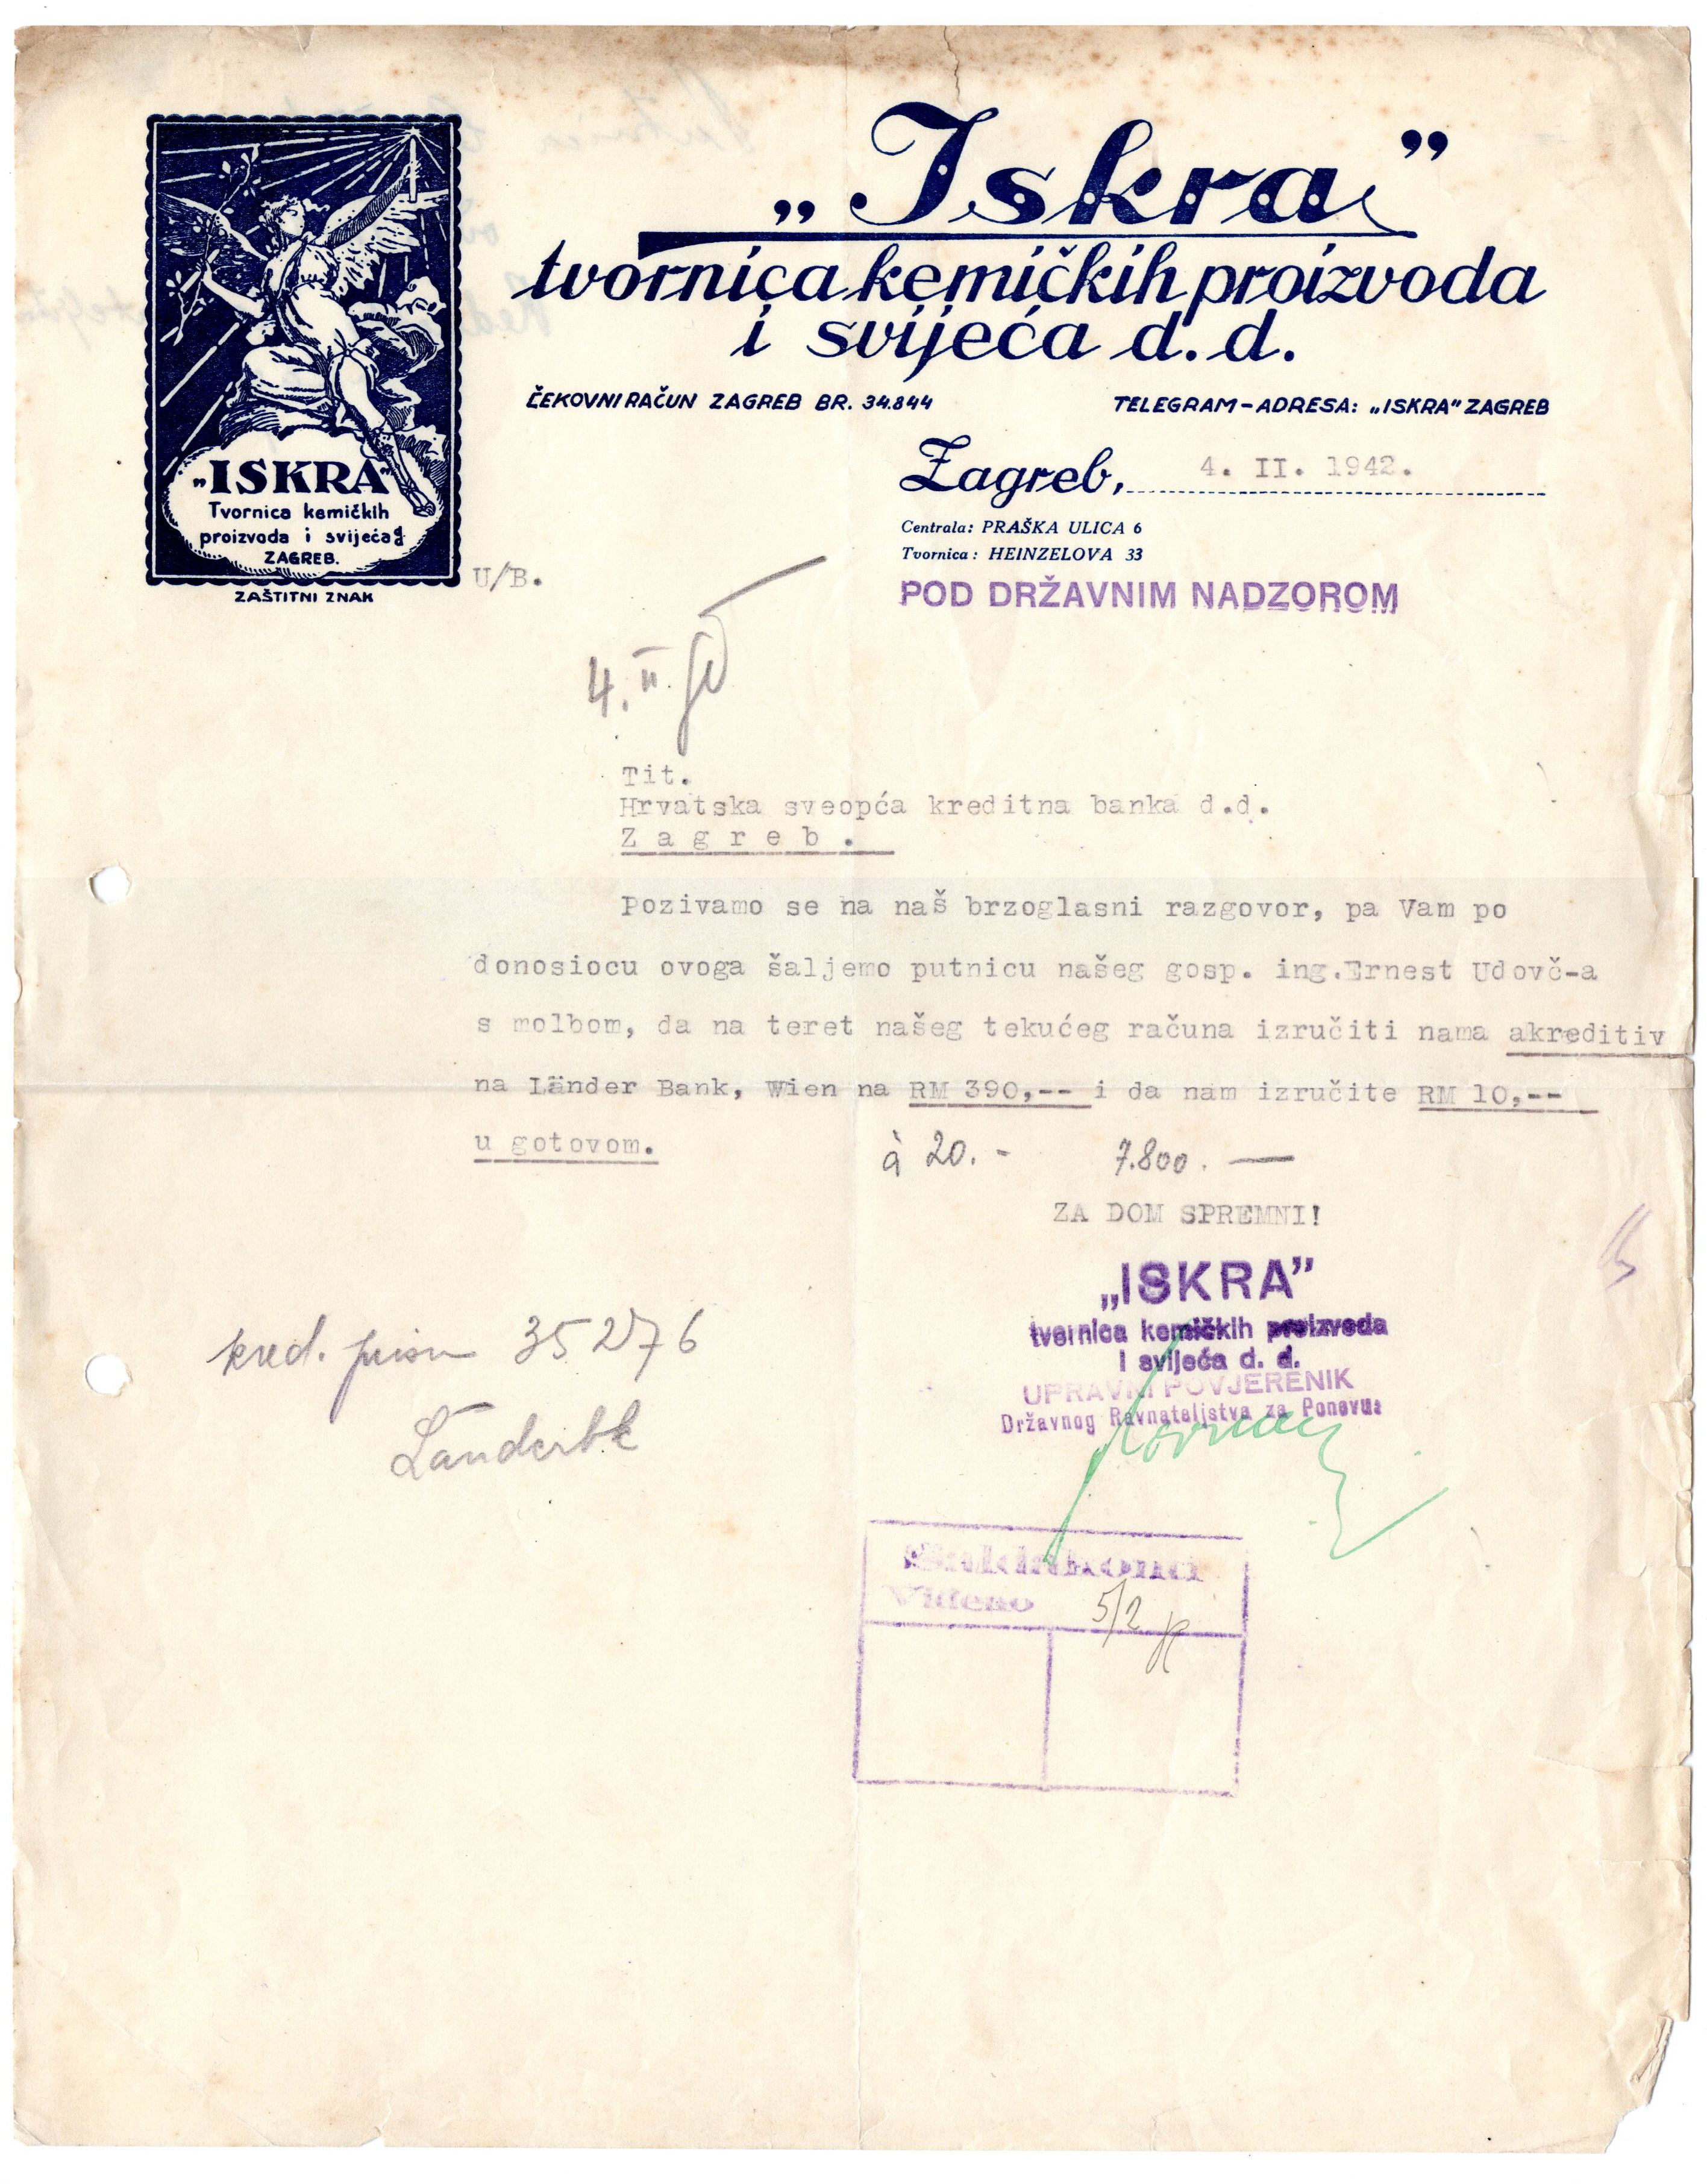 „Iskra”
tvornica kemičkih proizvoda
i svijeća d. d.
ČEKOVNI RAČUN ZAGREB BR. 34.844
TELEGRAM-ADRESA: „ISKRA” ZAGREB
„ISKRA”
Tvornica kemičkih
proizvoda i svijeća
ZAGREB.
ZAŠTITNI ZNAK
Zagreb, 4. II. 1942.
Centrala: PRAŠKA ULICA 6
Tvornica: HEINZELOVA 33
POD DRŽAVNIM NADZOROM
U/B.
4. II.
Tit.
Hrvatska sveopća kreditna banka d.d.
Z a g r e b .
Pozivamo se na naš brzoglasni razgovor, pa Vam po
donosiocu ovoga šaljemo putnicu našeg gosp. ing.Ernest Udovč-a
s molbom, da na teret našeg tekućeg računa izručiti nama akreditiv
na Länder Bank, Wien na RM 390,-- i da nam izručite RM 10,--
u gotovom.
à 20.- 7.800.—
ZA DOM SPREMNI!
„ISKRA”
tvornica kemičkih proizvoda
i svijeća d. d.
UPRAVNI POVJERENIK
Državnog Ravnateljstva za Ponovu
kred. pismo 35276
Länderbk
Videno 5/2